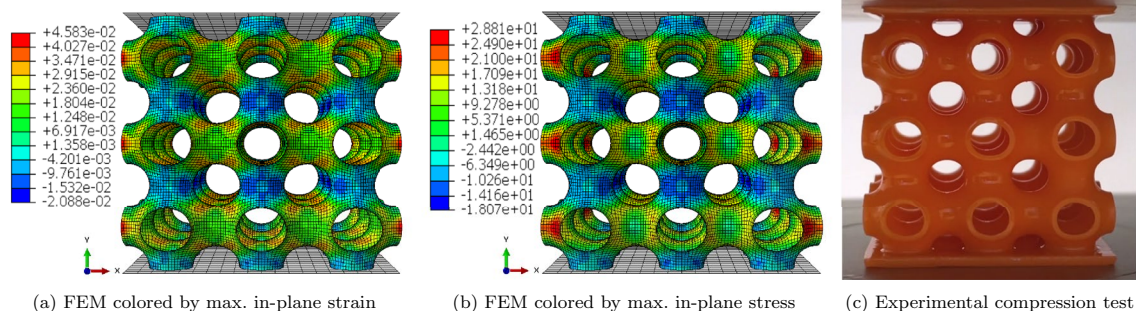 +4.583e-02
+4.027e-02
+3.471e-02
+2.915e-02
+2.360e-02
+1.804e-02
+1.248e-02
+6.917e-03
+1.358e-03
-4.201e-03
-9.761e-03
-1.532e-02
-2.088e-02
Y
X
+2.881e+01
+2.490e+01
+2.100e+01
+1.709e+01
+1.318e+01
+9.278e+00
+5.371e+00
+1.465e+00
-2.442e+00
-6.349e+00
-1.026e+01
-1.416e+01
-1.807e+01
Y
X
(a) FEM colored by max. in-plane strain
(b) FEM colored by max. in-plane stress
(c) Experimental compression test